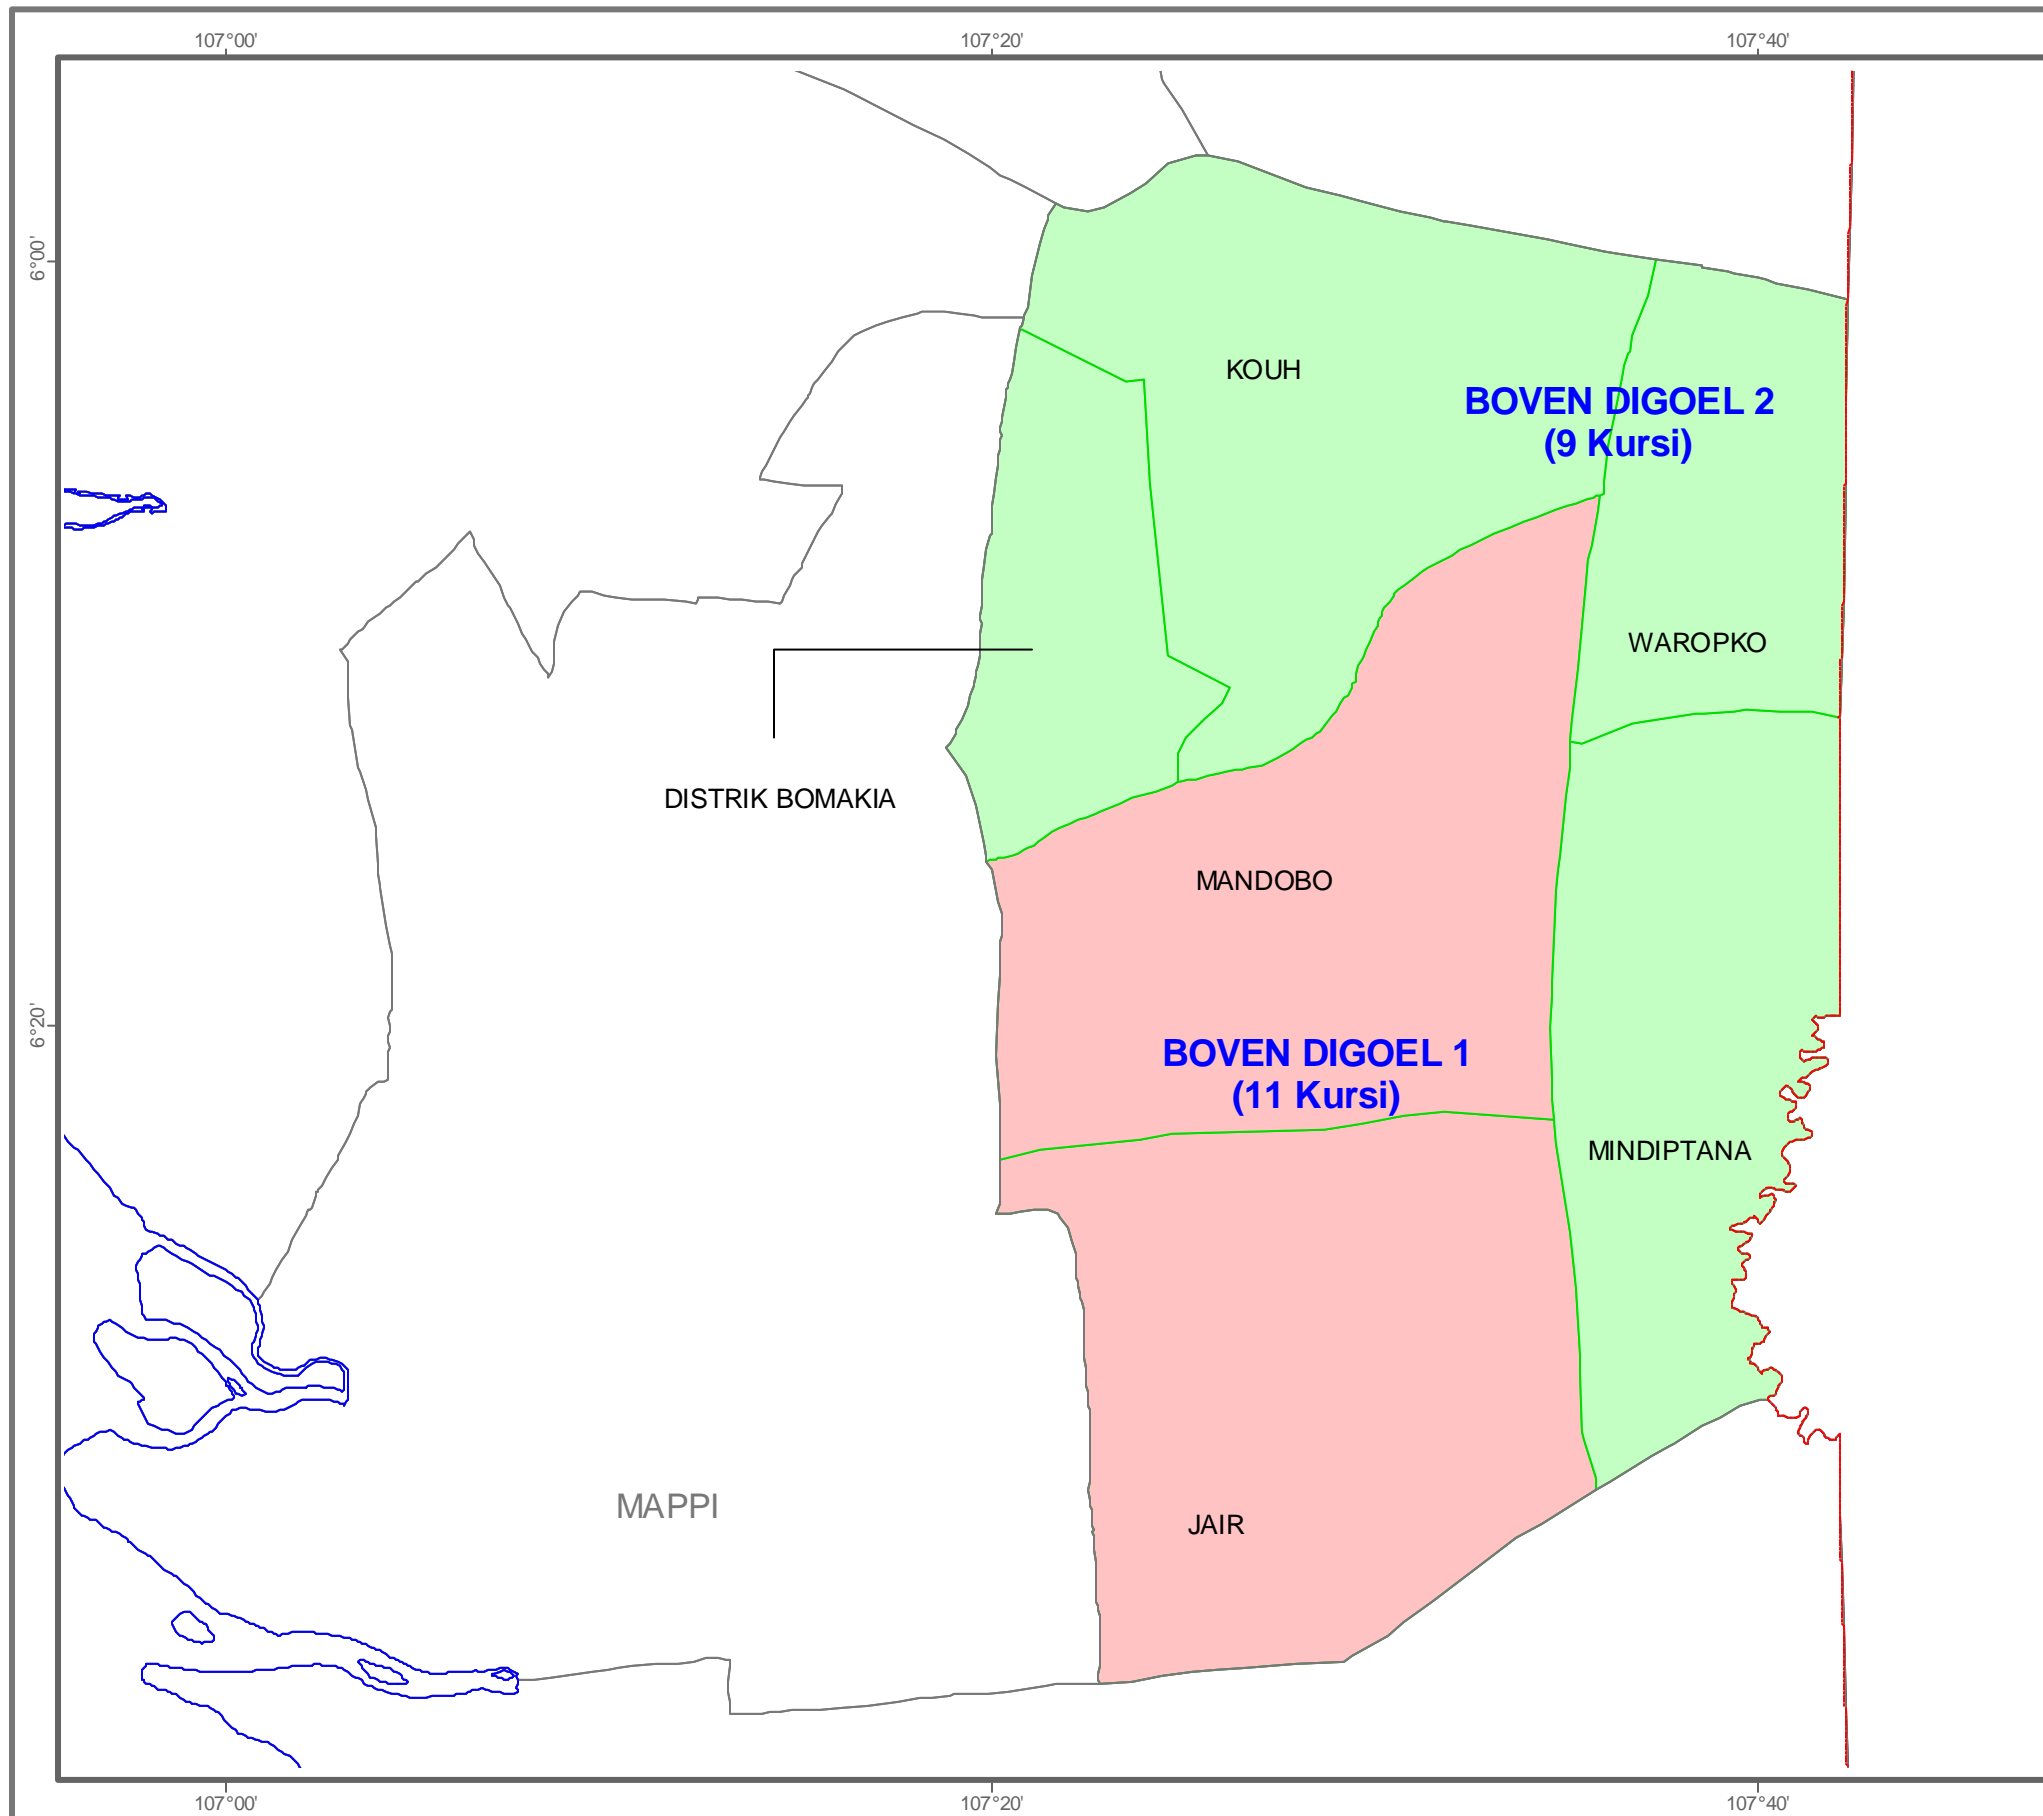 107°00'
107°20'
107°40'
6°00'
KOUH
BOVEN DIGOEL 2
(9 Kursi)
WAROPKO
DISTRIK BOMAKIA
MANDOBO
6°20'
BOVEN DIGOEL 1
(11 Kursi)
MINDIPTANA
MAPPI
JAIR
107°00'
107°20'
107°40'